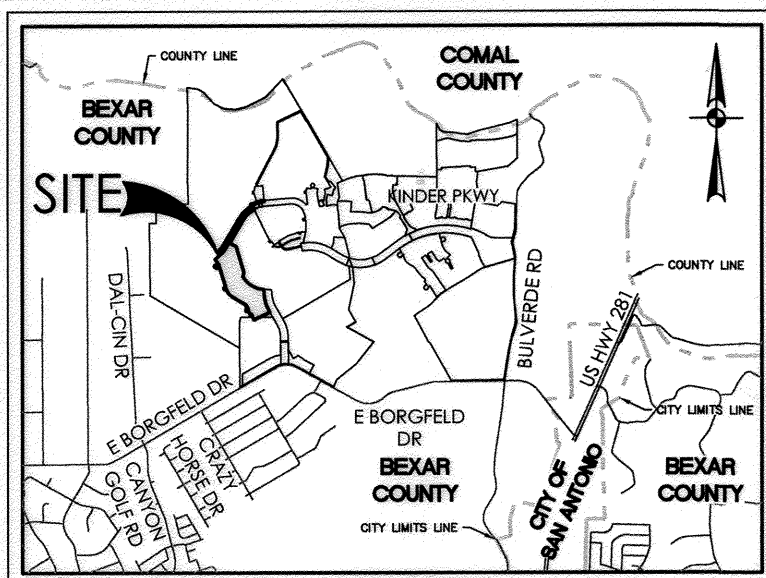 COUNTY LINE
COMAL
COUNTY
BEXAR
COUNTY
SITE
KINDER PKWY
COUNTY LINE
DAL-CIN DR
BULVERDE RD
US HWY 281
E BORGFELD DR
E BORGFELD
DR
CITY LIMITS LINE
CRAZY
HORSE DR
CANYON
GOLF RD
BEXAR
COUNTY
CITY OF
SAN ANTONIO
BEXAR
COUNTY
CITY LIMITS LINE